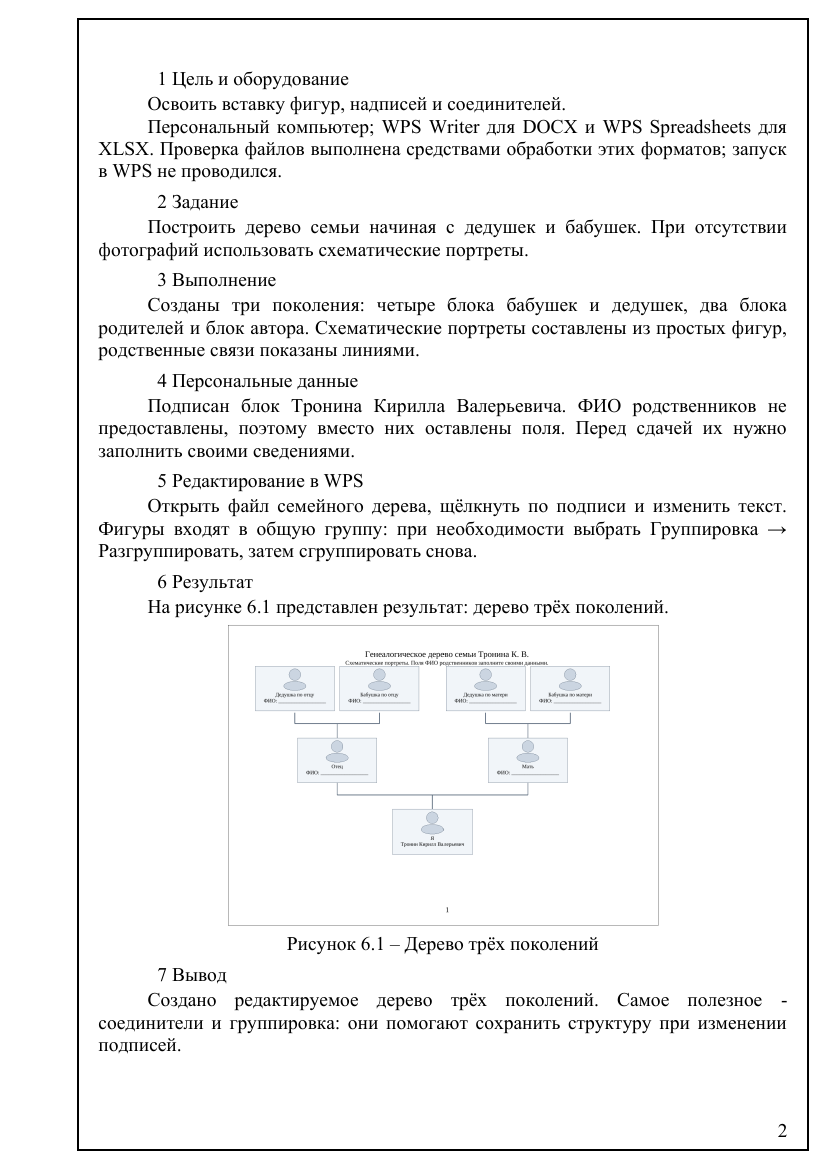 1 Цель и оборудование
Освоить вставку фигур, надписей и соединителей.
Персональный компьютер; WPS Writer для DOCX и WPS Spreadsheets для
XLSX. Проверка файлов выполнена средствами обработки этих форматов; запуск
в WPS не проводился.
2 Задание
Построить дерево семьи начиная с дедушек и бабушек. При отсутствии
фотографий использовать схематические портреты.
3 Выполнение
Созданы три поколения: четыре блока бабушек и дедушек, два блока
родителей и блок автора. Схематические портреты составлены из простых фигур,
родственные связи показаны линиями.
4 Персональные данные
Подписан блок Тронина Кирилла Валерьевича. ФИО родственников не
предоставлены, поэтому вместо них оставлены поля. Перед сдачей их нужно
заполнить своими сведениями.
5 Редактирование в WPS
Открыть файл семейного дерева, щёлкнуть по подписи и изменить текст.
Фигуры входят в общую группу: при необходимости выбрать Группировка →
Разгруппировать, затем сгруппировать снова.
6 Результат
На рисунке 6.1 представлен результат: дерево трёх поколений.
Генеалогическое дерево семьи Тронина К. В.
Схематические портреты. Поля ФИО родственников заполните своими данными.
Дедушка по отцу Бабушка по отцу Дедушка по матери Бабушка по матери
ФИО: ____________ ФИО: ____________ ФИО: ____________ ФИО: ____________
Отец Мать
ФИО: ____________ ФИО: ____________
Я
Тронин Кирилл Валерьевич
1
Рисунок 6.1 – Дерево трёх поколений
7 Вывод
Создано редактируемое дерево трёх поколений. Самое полезное -
соединители и группировка: они помогают сохранить структуру при изменении
подписей.
2